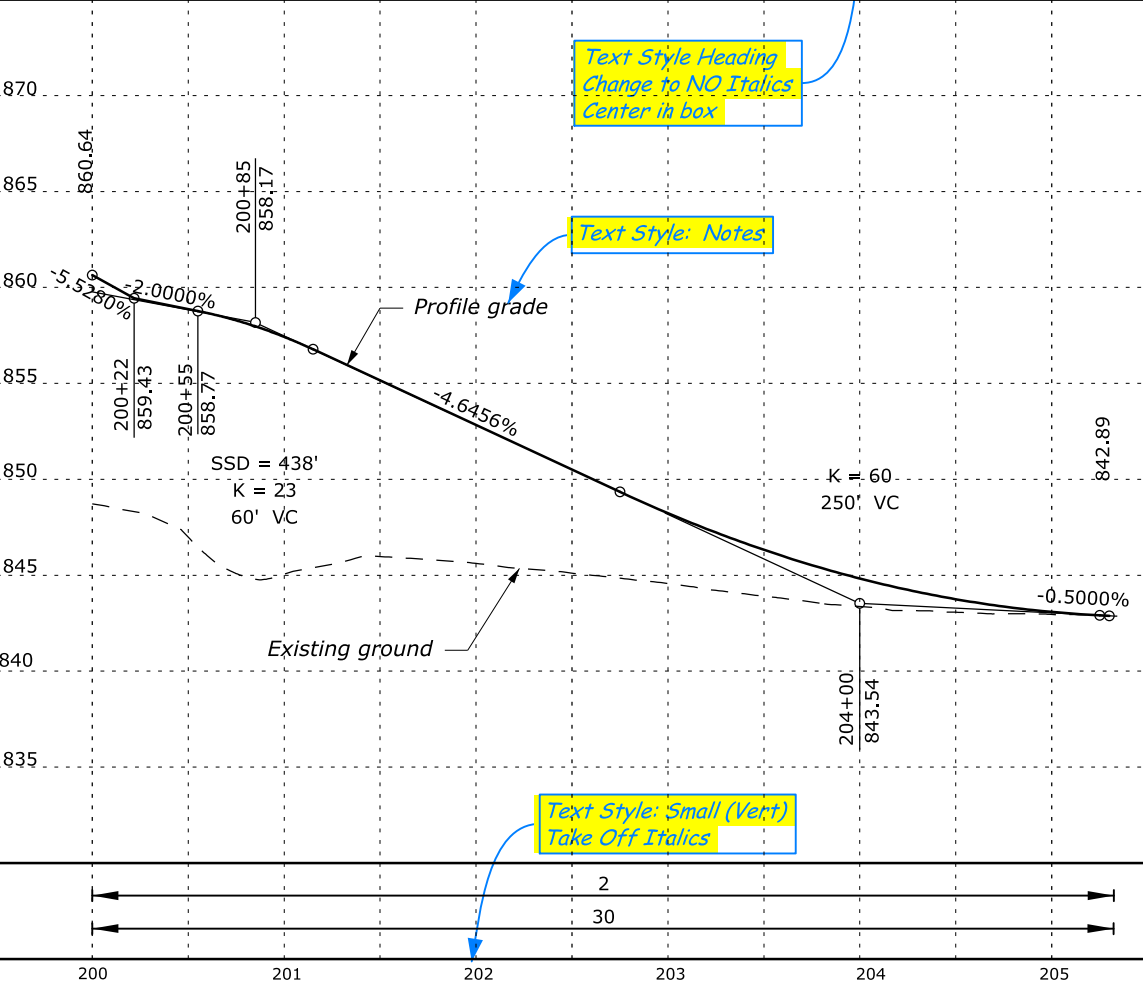 Text Style Heading
Change to NO Italics
Center in box
870
860.64
865
200+85
858.17
Text Style:  Notes
860
-5.5280%
-2.0000%
Profile grade
855
200+22
859.43
200+55
858.77
-4.6456%
850
SSD = 438'
K = 23
60'  VC
K = 60
250'  VC
842.89
845
-0.5000%
Existing ground
840
204+00
843.54
835
Text Style: Small (Vert)
Take Off Italics
2
30
200 201 202 203 204 205